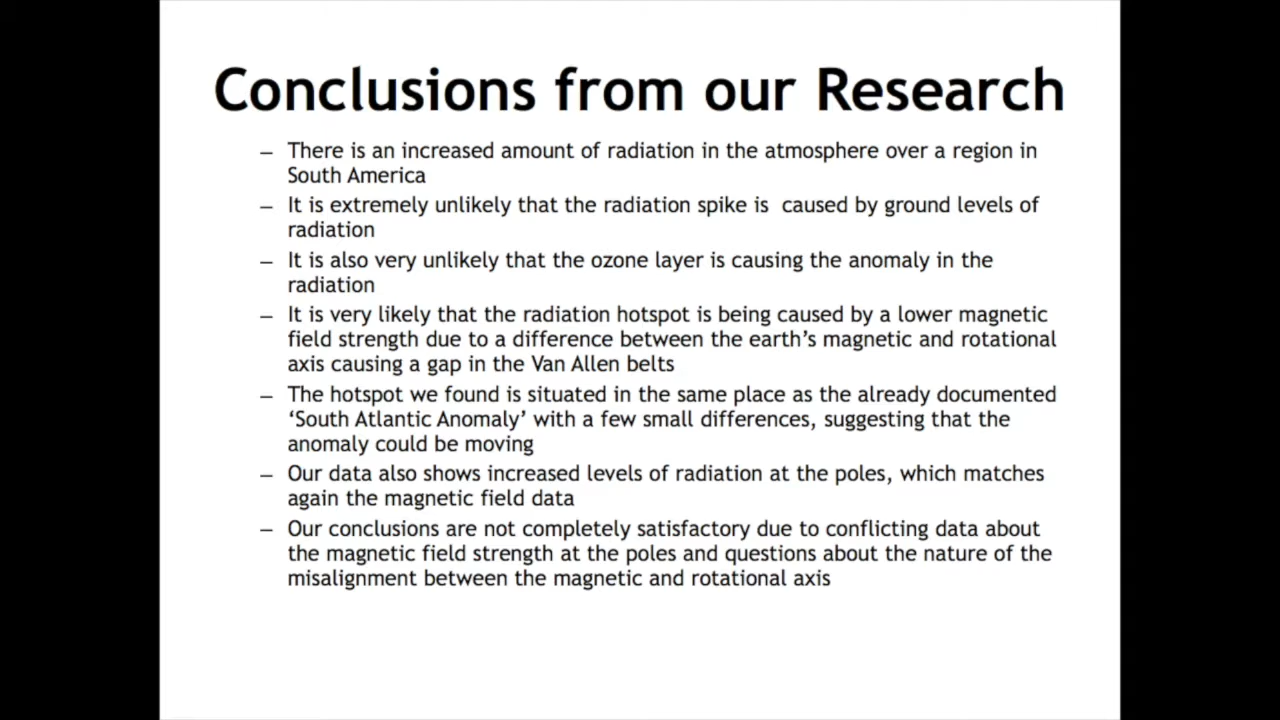 Conclusions from our Research
– There is an increased amount of radiation in the atmosphere over a region in
South America
– It is extremely unlikely that the radiation spike is  caused by ground levels of
radiation
– It is also very unlikely that the ozone layer is causing the anomaly in the
radiation
– It is very likely that the radiation hotspot is being caused by a lower magnetic
field strength due to a difference between the earth’s magnetic and rotational
axis causing a gap in the Van Allen belts
– The hotspot we found is situated in the same place as the already documented
‘South Atlantic Anomaly’ with a few small differences, suggesting that the
anomaly could be moving
– Our data also shows increased levels of radiation at the poles, which matches
again the magnetic field data
– Our conclusions are not completely satisfactory due to conflicting data about
the magnetic field strength at the poles and questions about the nature of the
misalignment between the magnetic and rotational axis